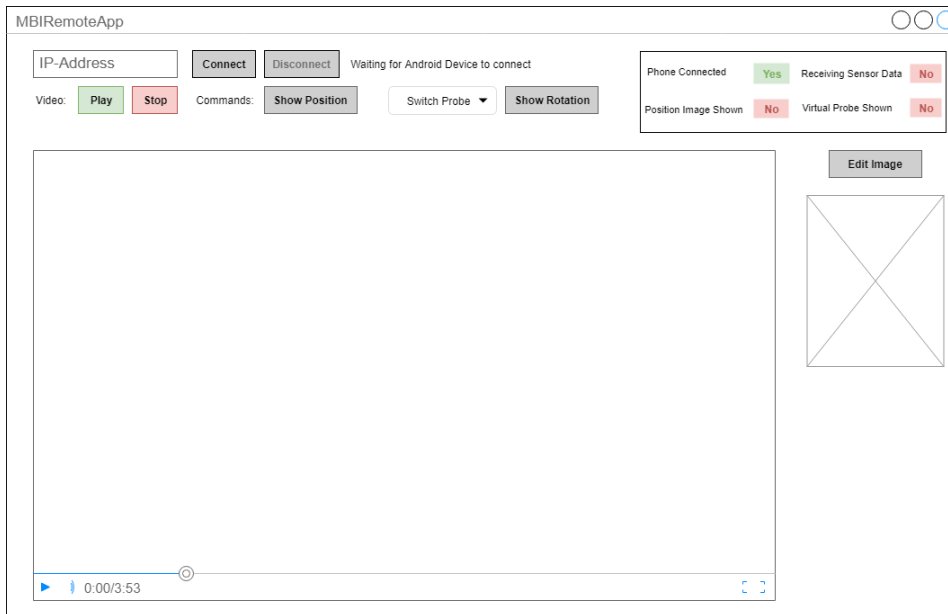 MBIRemoteApp
IP-Address Connect Disconnect Waiting for Android Device to connect
Phone Connected Yes Receiving Sensor Data No
Video: Play Stop Commands: Show Position Switch Probe Show Rotation
Position Image Shown No Virtual Probe Shown No
Edit Image
0:00/3:53